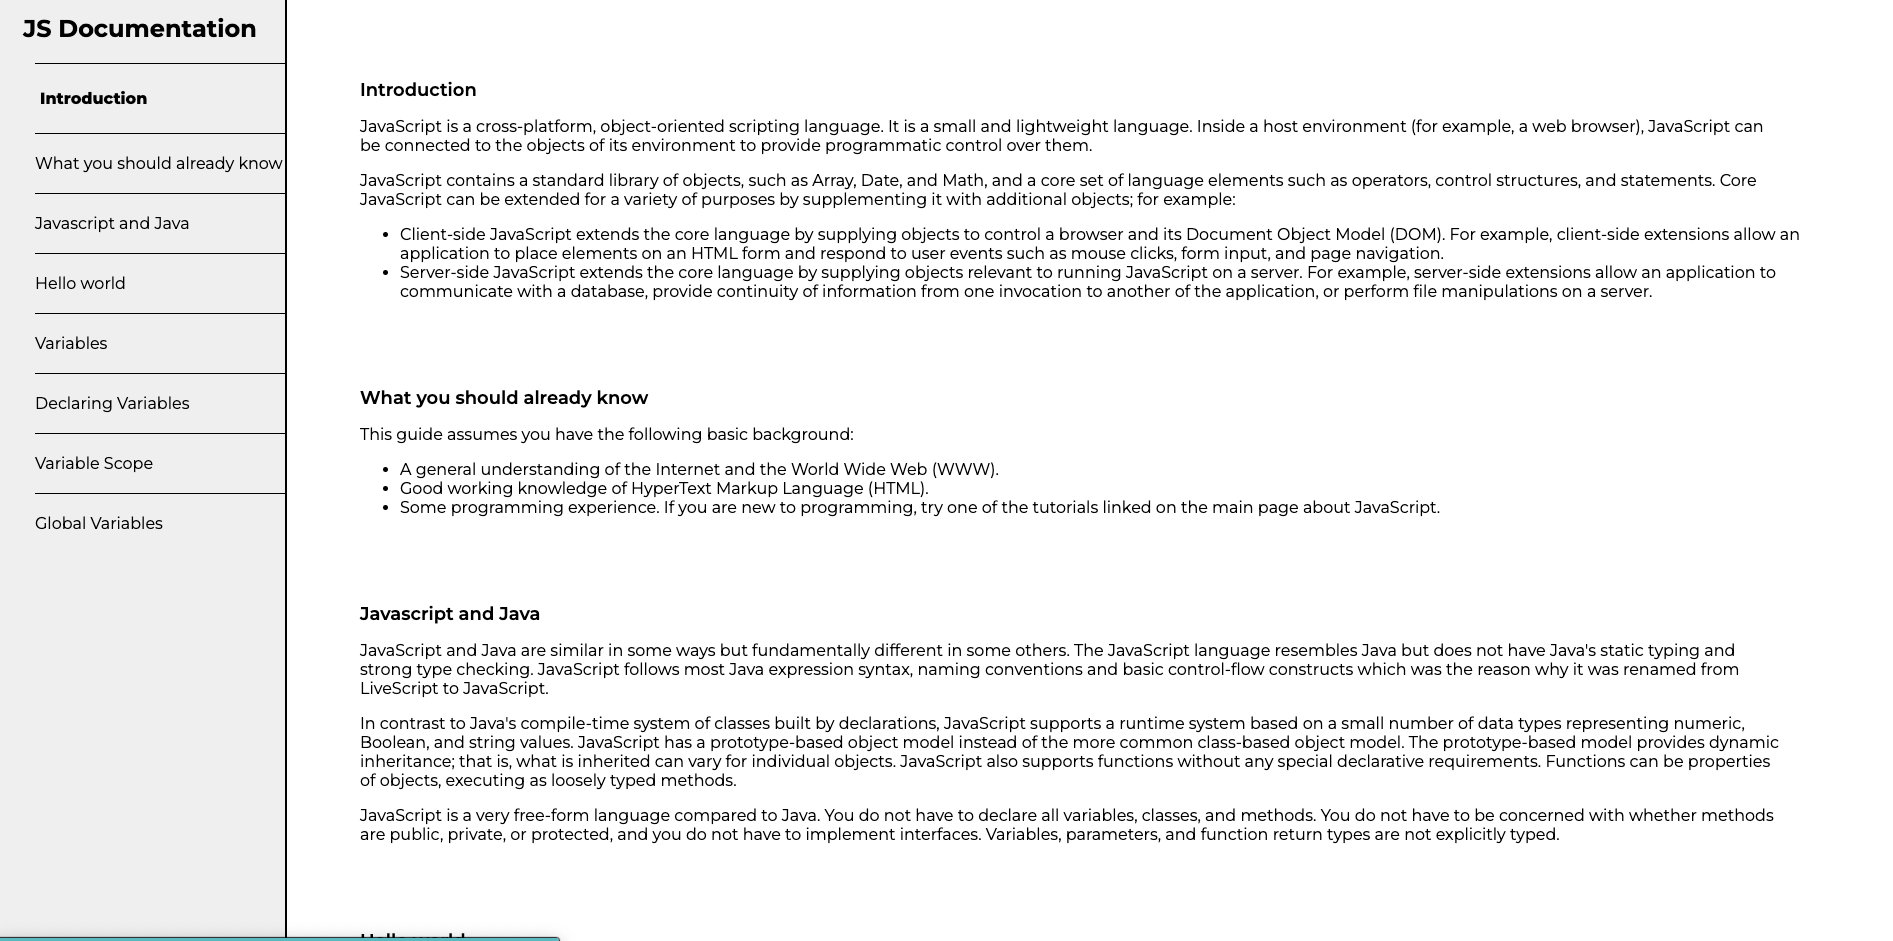 JS Documentation
Introduction
What you should already know
Javascript and Java
Hello world
Variables
Declaring Variables
Variable Scope
Global Variables
Introduction
JavaScript is a cross-platform, object-oriented scripting language. It is a small and lightweight language. Inside a host environment (for example, a web browser), JavaScript can
be connected to the objects of its environment to provide programmatic control over them.
JavaScript contains a standard library of objects, such as Array, Date, and Math, and a core set of language elements such as operators, control structures, and statements. Core
JavaScript can be extended for a variety of purposes by supplementing it with additional objects; for example:
• Client-side JavaScript extends the core language by supplying objects to control a browser and its Document Object Model (DOM). For example, client-side extensions allow an
application to place elements on an HTML form and respond to user events such as mouse clicks, form input, and page navigation.
• Server-side JavaScript extends the core language by supplying objects relevant to running JavaScript on a server. For example, server-side extensions allow an application to
communicate with a database, provide continuity of information from one invocation to another of the application, or perform file manipulations on a server.
What you should already know
This guide assumes you have the following basic background:
• A general understanding of the Internet and the World Wide Web (WWW).
• Good working knowledge of HyperText Markup Language (HTML).
• Some programming experience. If you are new to programming, try one of the tutorials linked on the main page about JavaScript.
Javascript and Java
JavaScript and Java are similar in some ways but fundamentally different in some others. The JavaScript language resembles Java but does not have Java's static typing and
strong type checking. JavaScript follows most Java expression syntax, naming conventions and basic control-flow constructs which was the reason why it was renamed from
LiveScript to JavaScript.
In contrast to Java's compile-time system of classes built by declarations, JavaScript supports a runtime system based on a small number of data types representing numeric,
Boolean, and string values. JavaScript has a prototype-based object model instead of the more common class-based object model. The prototype-based model provides dynamic
inheritance; that is, what is inherited can vary for individual objects. JavaScript also supports functions without any special declarative requirements. Functions can be properties
of objects, executing as loosely typed methods.
JavaScript is a very free-form language compared to Java. You do not have to declare all variables, classes, and methods. You do not have to be concerned with whether methods
are public, private, or protected, and you do not have to implement interfaces. Variables, parameters, and function return types are not explicitly typed.
Hello world